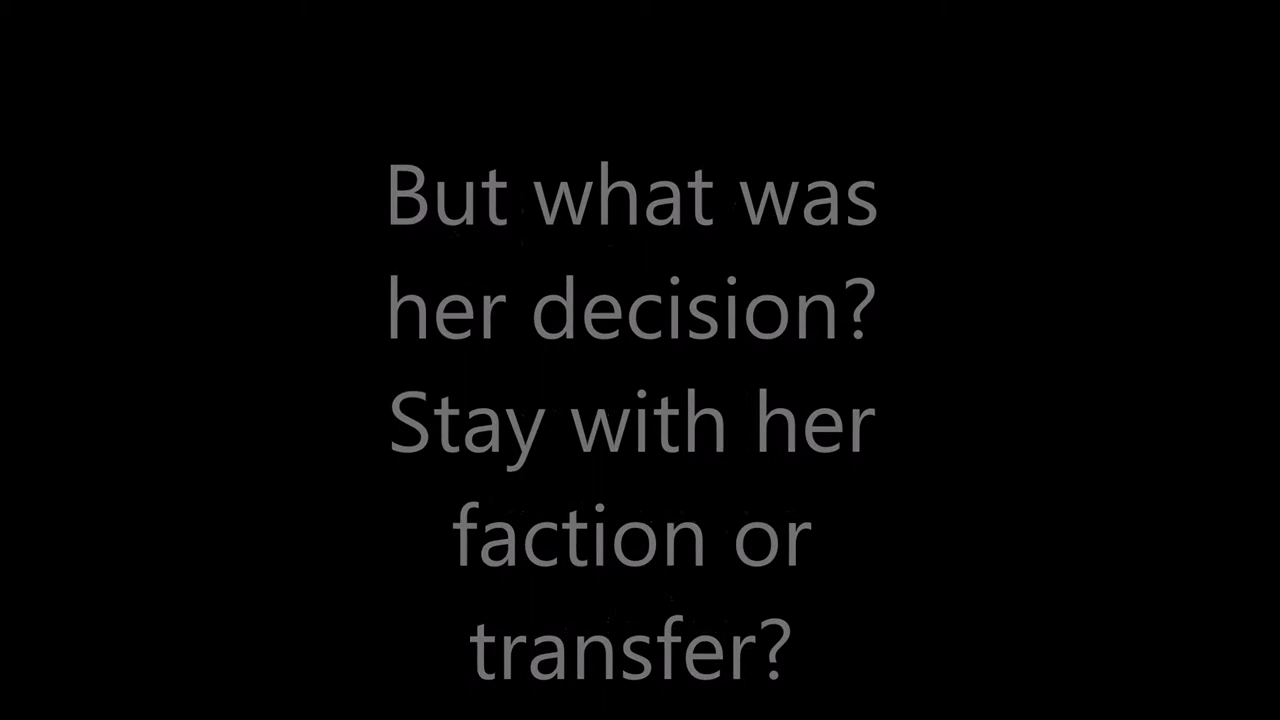 But what was
her decision?
Stay with her
faction or
transfer?